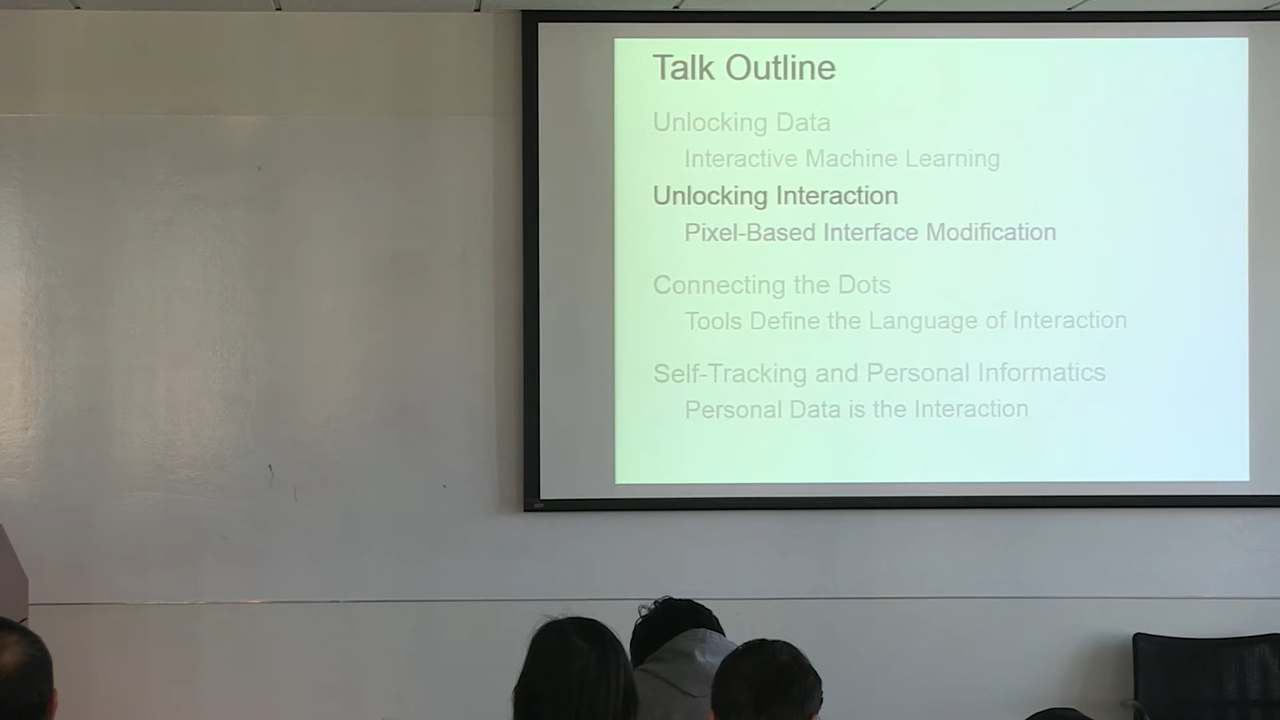 Talk Outline
Unlocking Data
Interactive Machine Learning
Unlocking Interaction
Pixel-Based Interface Modification
Connecting the Dots
Tools Define the Language of Interaction
Self-Tracking and Personal Informatics
Personal Data is the Interaction